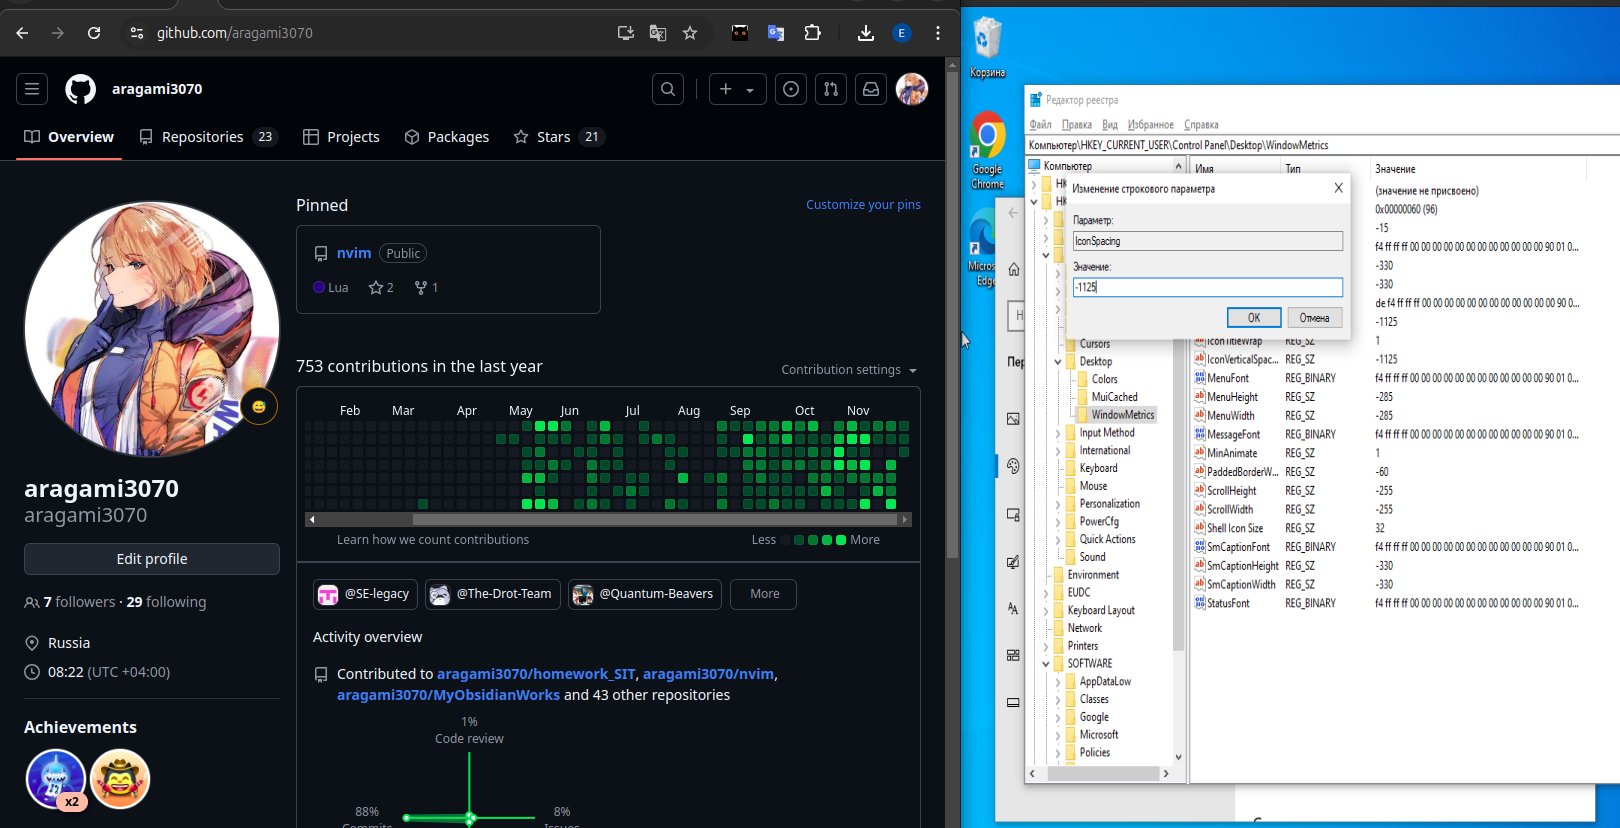 github.com/aragami3070
E
aragami3070
Overview
Repositories 23
Projects
Packages
Stars 21
Pinned
Customize your pins
nvim Public
Lua 2 1
753 contributions in the last year
Contribution settings
Feb Mar Apr May Jun Jul Aug Sep Oct Nov
Learn how we count contributions
Less More
aragami3070
aragami3070
Edit profile
7 followers · 29 following
Russia
08:22 (UTC +04:00)
Achievements
x2
@SE-legacy
@The-Drot-Team
@Quantum-Beavers
More
Activity overview
Contributed to aragami3070/homework_SIT, aragami3070/nvim,
aragami3070/MyObsidianWorks and 43 other repositories
1%
Code review
88%
Commits
8%
Issues
Корзина
Google
Chrome
Редактор реестра
Файл Правка Вид Избранное Справка
Компьютер\HKEY_CURRENT_USER\Control Panel\Desktop\WindowMetrics
Компьютер
Имя Тип Значение
Изменение строкового параметра
Параметр:
IconSpacing
Значение:
-1125
OK
Отмена
(значение не присвоено)
0x00000060 (96)
-15
f4 ff ff ff 00 00 00 00 00 00 00 00 00 00 00 00 90 01 0...
-330
-330
de f4 ff ff ff 00 00 00 00 00 00 00 00 00 00 00 00 90 0...
-1125
Cursors
Desktop
Colors
MuiCached
WindowMetrics
Input Method
International
Keyboard
Mouse
Personalization
PowerCfg
Quick Actions
Sound
Environment
EUDC
Keyboard Layout
Network
Printers
SOFTWARE
AppDataLow
Classes
Google
Microsoft
Policies
IconTitleWrap REG_SZ 1
IconVerticalSpac... REG_SZ -1125
MenuFont REG_BINARY f4 ff ff ff 00 00 00 00 00 00 00 00 00 00 00 00 90 01 0...
MenuHeight REG_SZ -285
MenuWidth REG_SZ -285
MessageFont REG_BINARY f4 ff ff ff 00 00 00 00 00 00 00 00 00 00 00 00 90 01 0...
MinAnimate REG_SZ 1
PaddedBorderW... REG_SZ -60
ScrollHeight REG_SZ -255
ScrollWidth REG_SZ -255
Shell Icon Size REG_SZ 32
SmCaptionFont REG_BINARY f4 ff ff ff 00 00 00 00 00 00 00 00 00 00 00 00 90 01 0...
SmCaptionHeight REG_SZ -330
SmCaptionWidth REG_SZ -330
StatusFont REG_BINARY f4 ff ff ff 00 00 00 00 00 00 00 00 00 00 00 00 90 01 0...